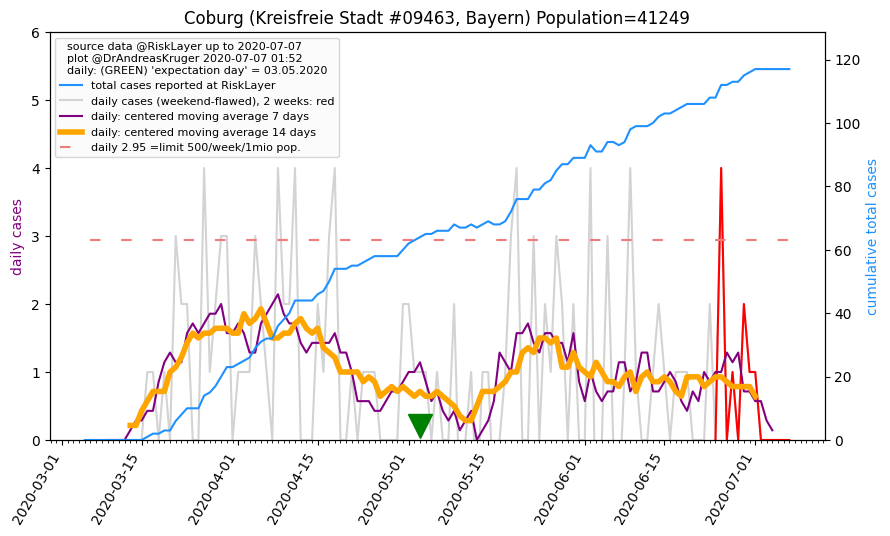 Coburg (Kreisfreie Stadt #09463, Bayern) Population=41249
source data @RiskLayer up to 2020-07-07
plot @DrAndreasKruger 2020-07-07 01:52
daily: (GREEN) 'expectation day' = 03.05.2020
total cases reported at RiskLayer
daily cases (weekend-flawed), 2 weeks: red
daily: centered moving average 7 days
daily: centered moving average 14 days
daily 2.95 =limit 500/week/1mio pop.
daily cases
6
5
4
3
2
1
0
cumulative total cases
120
100
80
60
40
20
0
2020-03-01
2020-03-15
2020-04-01
2020-04-15
2020-05-01
2020-05-15
2020-06-01
2020-06-15
2020-07-01